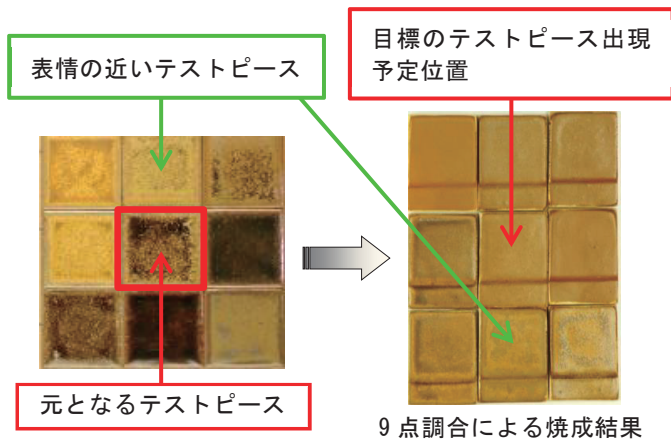 表情の近いテストピース
目標のテストピース出現
予定位置
元となるテストピース
9点調合による焼成結果